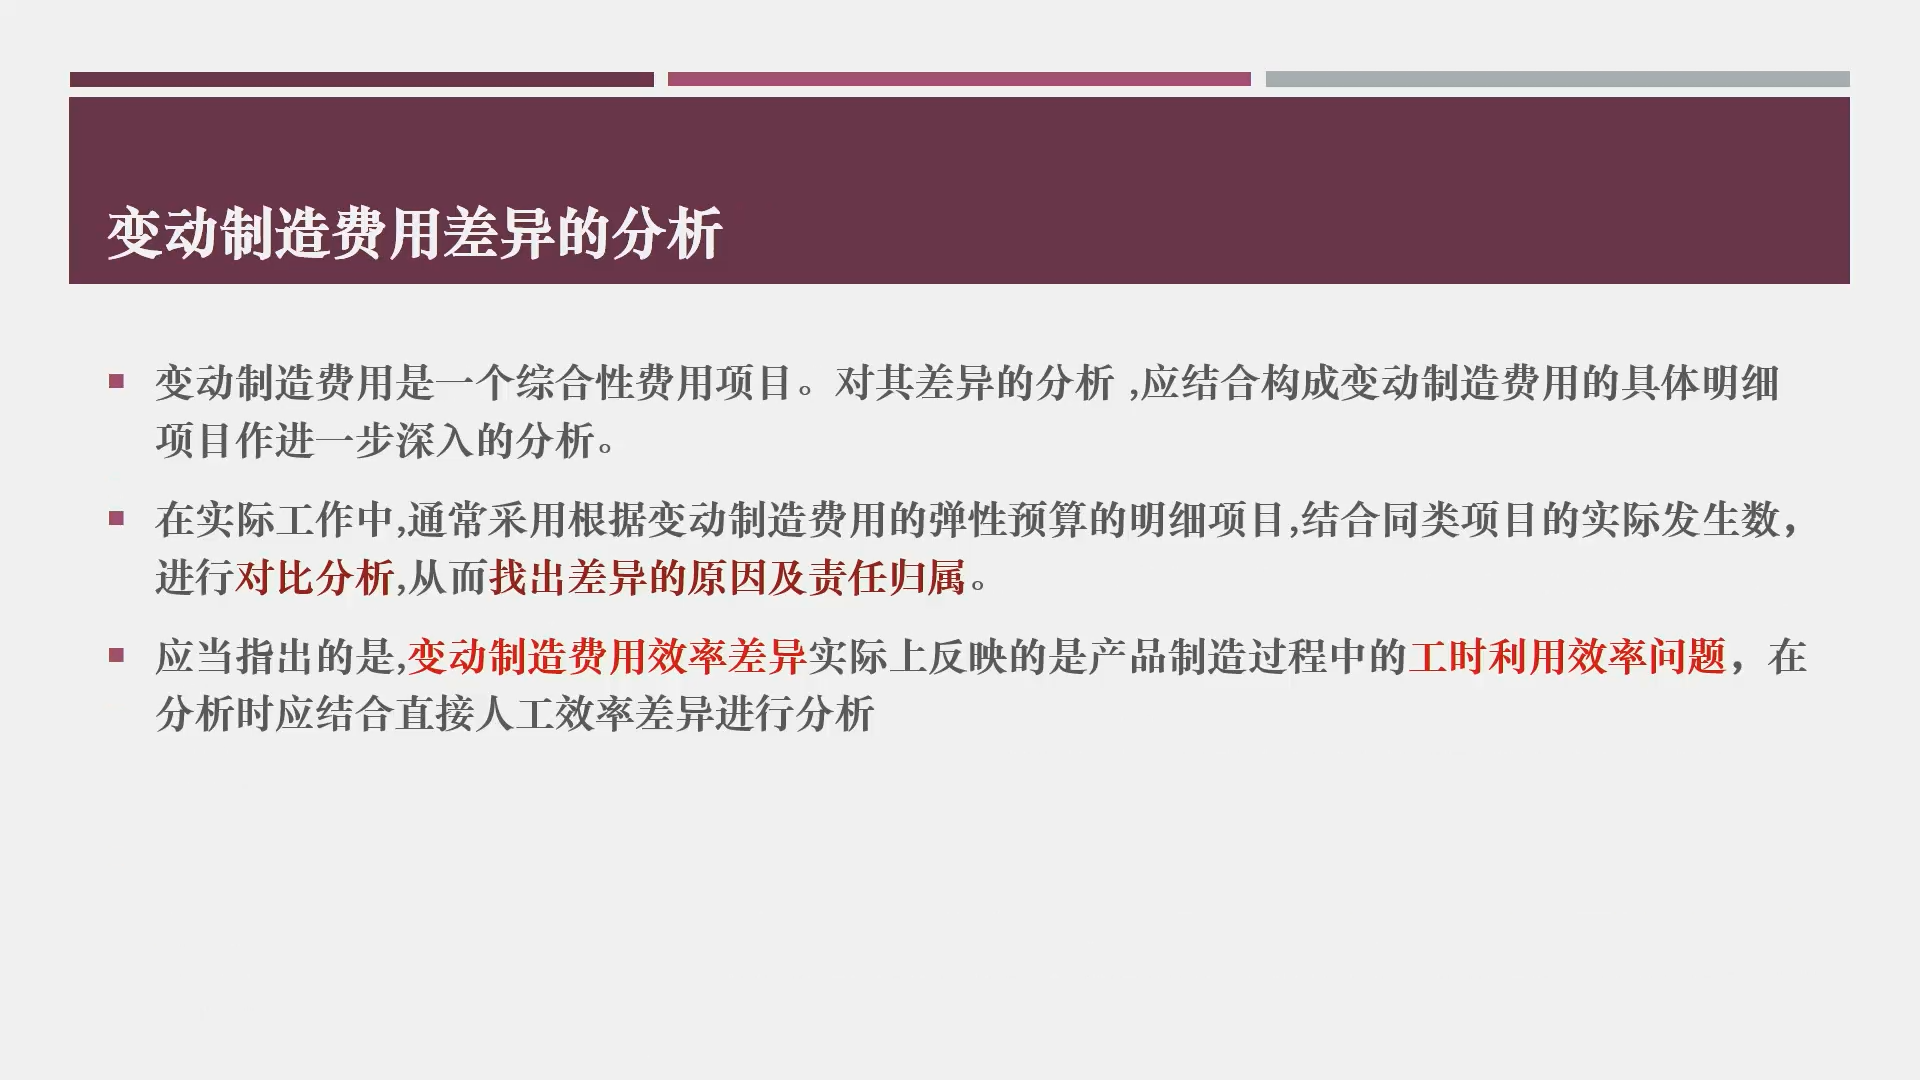 变动制造费用差异的分析
变动制造费用是一个综合性费用项目。对其差异的分析 ,应结合构成变动制造费用的具体明细
项目作进一步深入的分析。
在实际工作中,通常采用根据变动制造费用的弹性预算的明细项目,结合同类项目的实际发生数，
进行对比分析,从而找出差异的原因及责任归属。
应当指出的是,变动制造费用效率差异实际上反映的是产品制造过程中的工时利用效率问题，在
分析时应结合直接人工效率差异进行分析